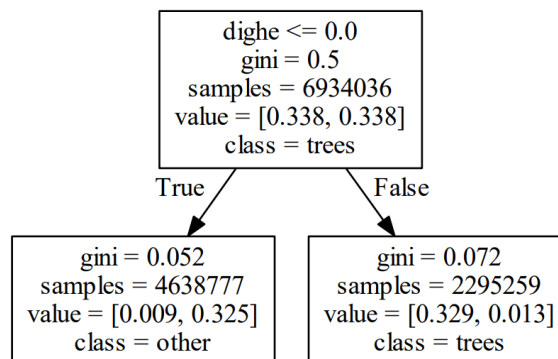 dighe <= 0.0
gini = 0.5
samples = 6934036
value = [0.338, 0.338]
class = trees
True
False
gini = 0.052
samples = 4638777
value = [0.009, 0.325]
class = other
gini = 0.072
samples = 2295259
value = [0.329, 0.013]
class = trees